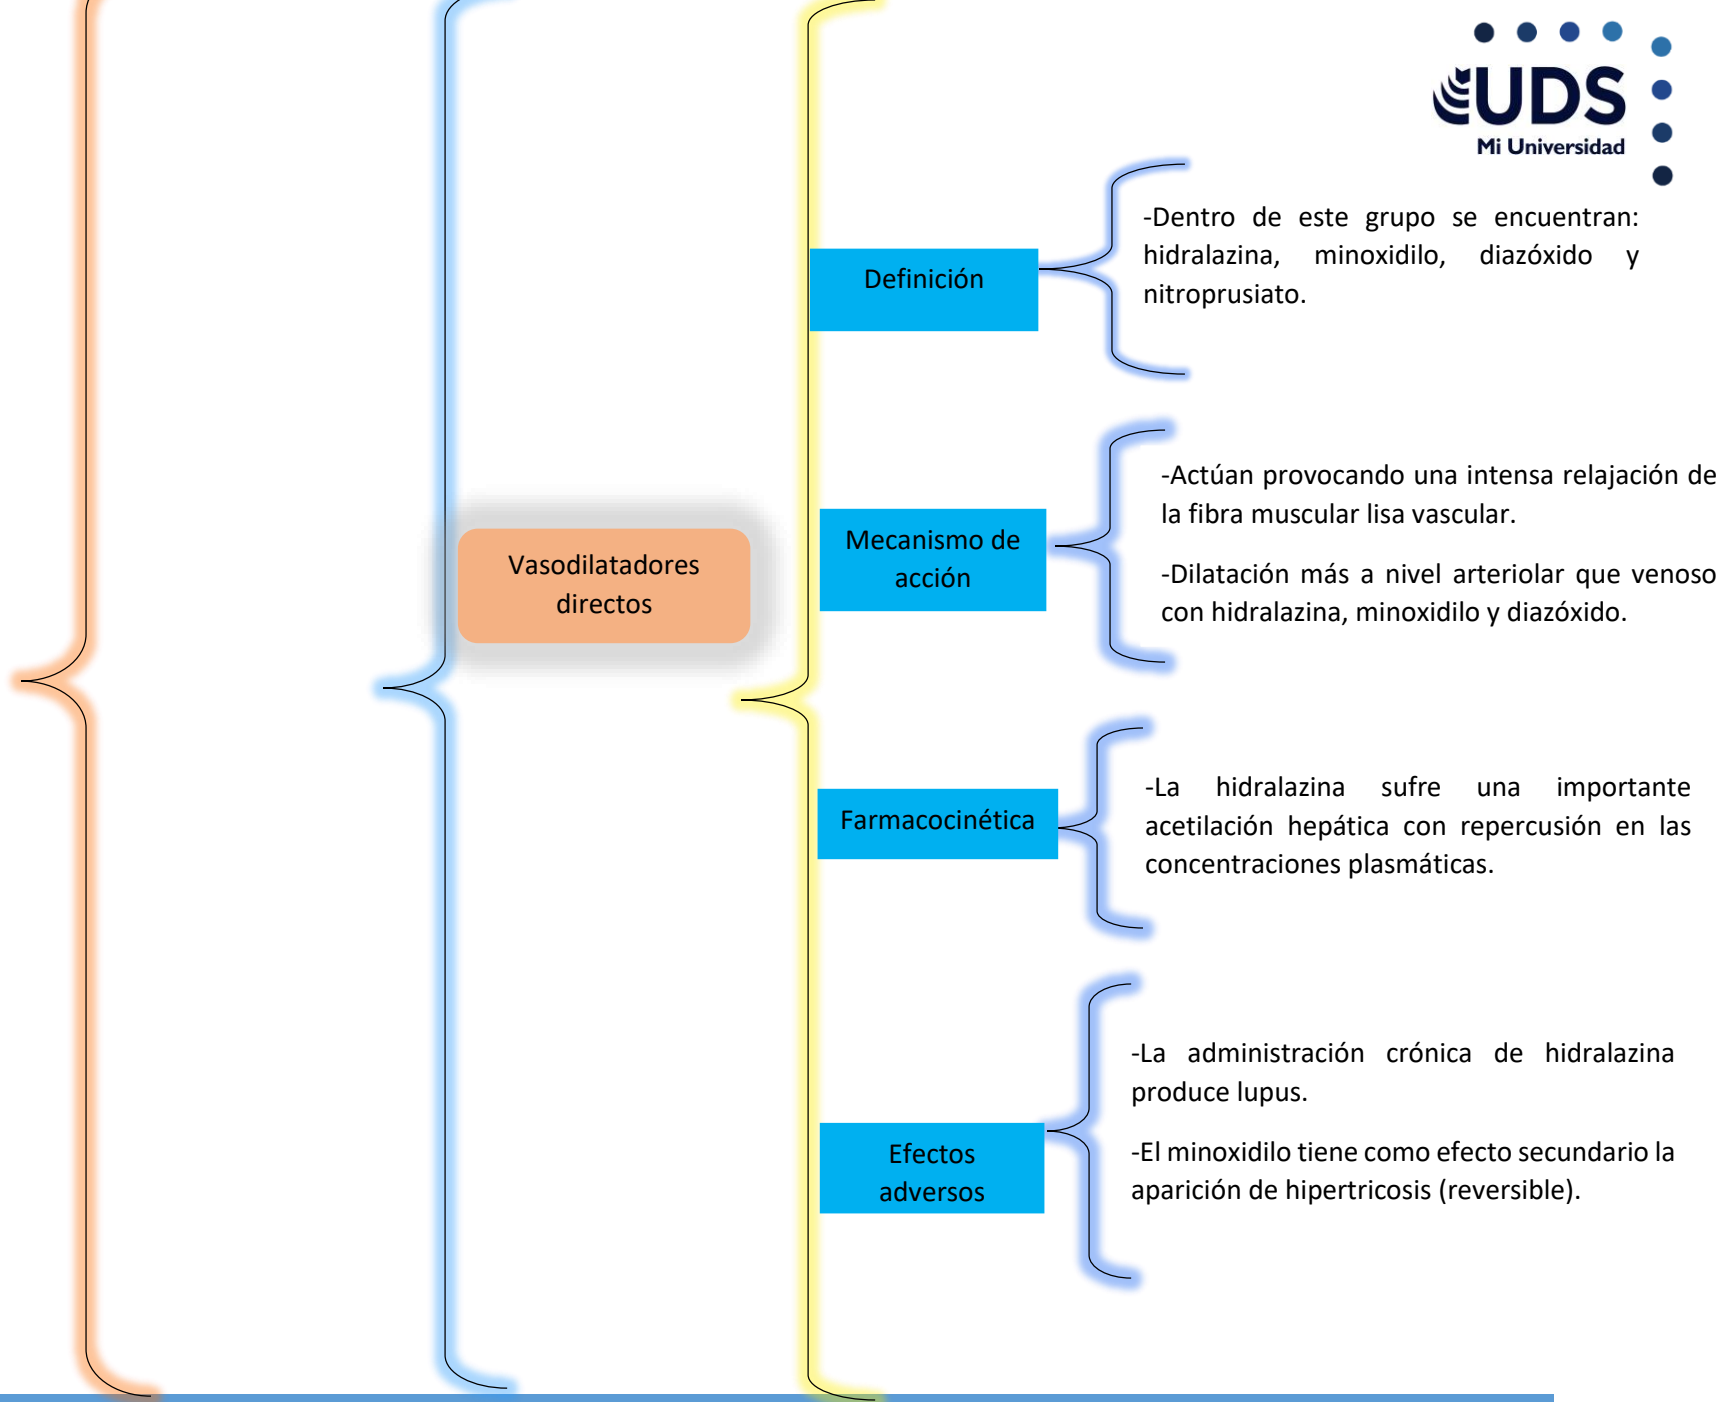 UDS
Mi Universidad
Definición
-Dentro de este grupo se encuentran:
hidralazina, minoxidilo, diazóxido y
nitroprusiato.
Vasodilatadores
directos
Mecanismo de
acción
-Actúan provocando una intensa relajación de
la fibra muscular lisa vascular.
-Dilatación más a nivel arteriolar que venoso
con hidralazina, minoxidilo y diazóxido.
Farmacocinética
-La hidralazina sufre una importante
acetilación hepática con repercusión en las
concentraciones plasmáticas.
Efectos
adversos
-La administración crónica de hidralazina
produce lupus.
-El minoxidilo tiene como efecto secundario la
aparición de hipertricosis (reversible).